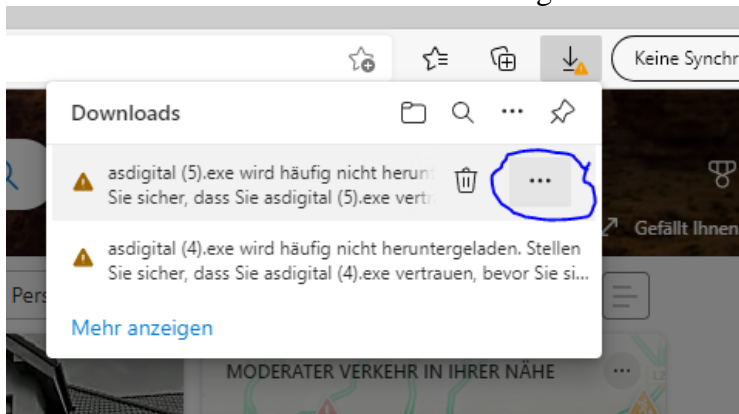 Keine Synchr
Downloads
asdigital (5).exe wird häufig nicht herun
Sie sicher, dass Sie asdigital (5).exe vertr
Gefällt Ihnen
asdigital (4).exe wird häufig nicht heruntergeladen. Stellen
Sie sicher, dass Sie asdigital (4).exe vertrauen, bevor Sie si...
Pers
Mehr anzeigen
MODERATER VERKEHR IN IHRER NÄHE